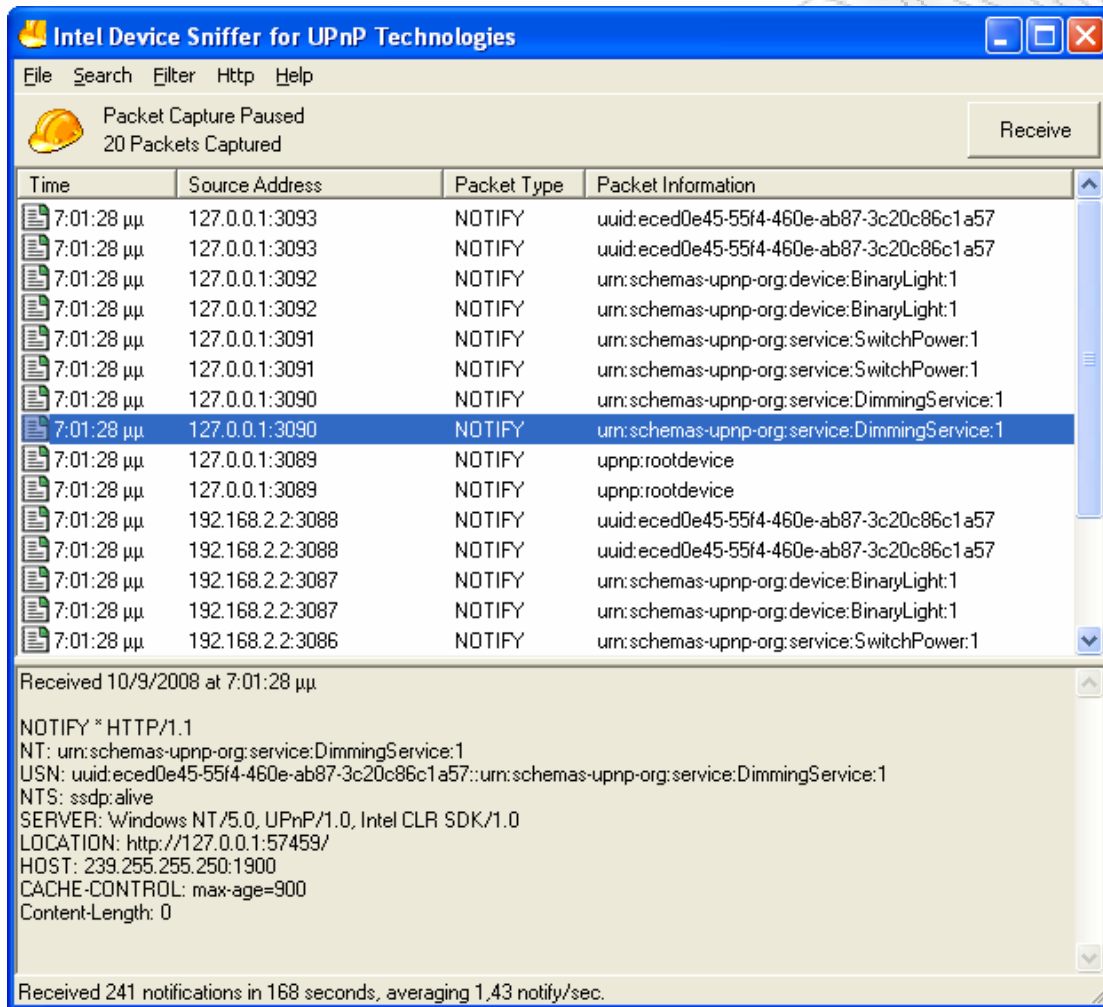 Intel Device Sniffer for UPnP Technologies
File Search Filter Http Help
Packet Capture Paused
20 Packets Captured
Receive
Time Source Address Packet Type Packet Information
7:01:28 μμ 127.0.0.1:3093 NOTIFY uuid:eced0e45-55f4-460e-ab87-3c20c86c1a57
7:01:28 μμ 127.0.0.1:3093 NOTIFY uuid:eced0e45-55f4-460e-ab87-3c20c86c1a57
7:01:28 μμ 127.0.0.1:3092 NOTIFY urn:schemas-upnp-org:device:BinaryLight:1
7:01:28 μμ 127.0.0.1:3092 NOTIFY urn:schemas-upnp-org:device:BinaryLight:1
7:01:28 μμ 127.0.0.1:3091 NOTIFY urn:schemas-upnp-org:service:SwitchPower:1
7:01:28 μμ 127.0.0.1:3091 NOTIFY urn:schemas-upnp-org:service:SwitchPower:1
7:01:28 μμ 127.0.0.1:3090 NOTIFY urn:schemas-upnp-org:service:DimmingService:1
7:01:28 μμ 127.0.0.1:3090 NOTIFY urn:schemas-upnp-org:service:DimmingService:1
7:01:28 μμ 127.0.0.1:3089 NOTIFY upnp:rootdevice
7:01:28 μμ 127.0.0.1:3089 NOTIFY upnp:rootdevice
7:01:28 μμ 192.168.2.2:3088 NOTIFY uuid:eced0e45-55f4-460e-ab87-3c20c86c1a57
7:01:28 μμ 192.168.2.2:3088 NOTIFY uuid:eced0e45-55f4-460e-ab87-3c20c86c1a57
7:01:28 μμ 192.168.2.2:3087 NOTIFY urn:schemas-upnp-org:device:BinaryLight:1
7:01:28 μμ 192.168.2.2:3087 NOTIFY urn:schemas-upnp-org:device:BinaryLight:1
7:01:28 μμ 192.168.2.2:3086 NOTIFY urn:schemas-upnp-org:service:SwitchPower:1
Received 10/9/2008 at 7:01:28 μμ
NOTIFY * HTTP/1.1
NT: urn:schemas-upnp-org:service:DimmingService:1
USN: uuid:eced0e45-55f4-460e-ab87-3c20c86c1a57::urn:schemas-upnp-org:service:DimmingService:1
NTS: ssdp:alive
SERVER: Windows NT/5.0, UPnP/1.0, Intel CLR SDK/1.0
LOCATION: http://127.0.0.1:57459/
HOST: 239.255.255.250:1900
CACHE-CONTROL: max-age=900
Content-Length: 0
Received 241 notifications in 168 seconds, averaging 1,43 notify/sec.